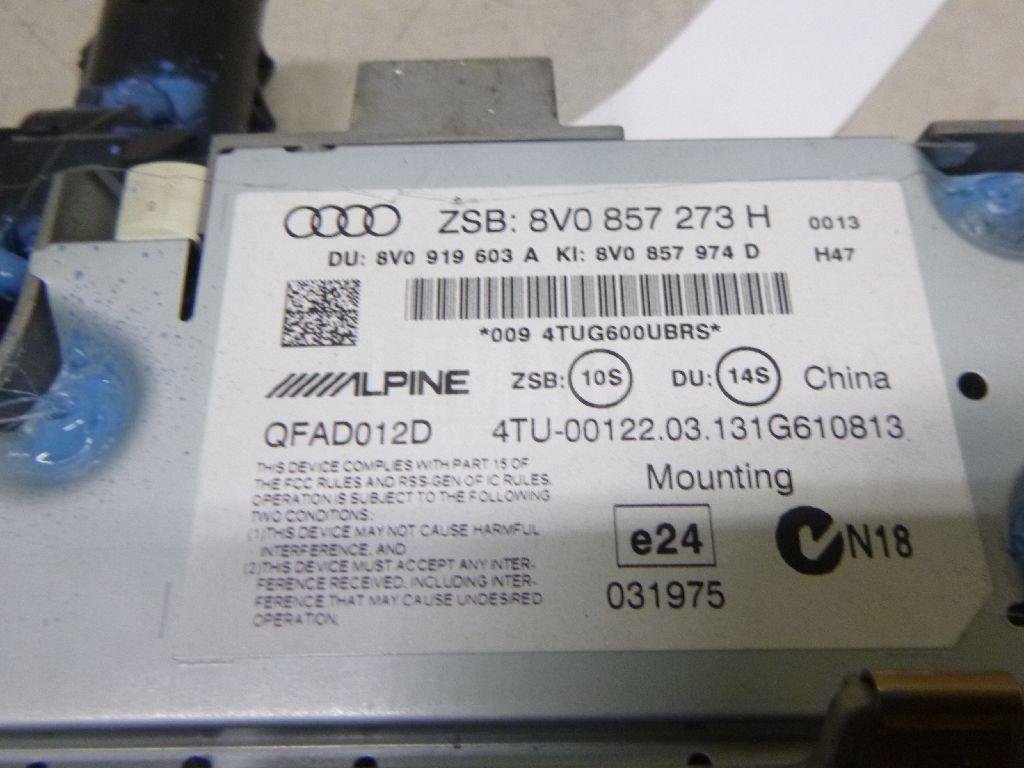 ZSB: 8V0 857 273 H 0013
DU: 8V0 919 603 A KI: 8V0 857 974 D H47
*009 4TUG600UBRS*
ALPINE ZSB: 10S DU: 14S China
QFAD012D 4TU-00122.03.131G610813
THIS DEVICE COMPLIES WITH PART 15 OF
THE FCC RULES AND RSS-GEN OF IC RULES.
OPERATION IS SUBJECT TO THE FOLLOWING
TWO CONDITIONS:
(1)THIS DEVICE MAY NOT CAUSE HARMFUL
INTERFERENCE, AND
(2)THIS DEVICE MUST ACCEPT ANY INTER-
FERENCE RECEIVED, INCLUDING INTER-
FERENCE THAT MAY CAUSE UNDESIRED
OPERATION.
Mounting
e24 N18
031975